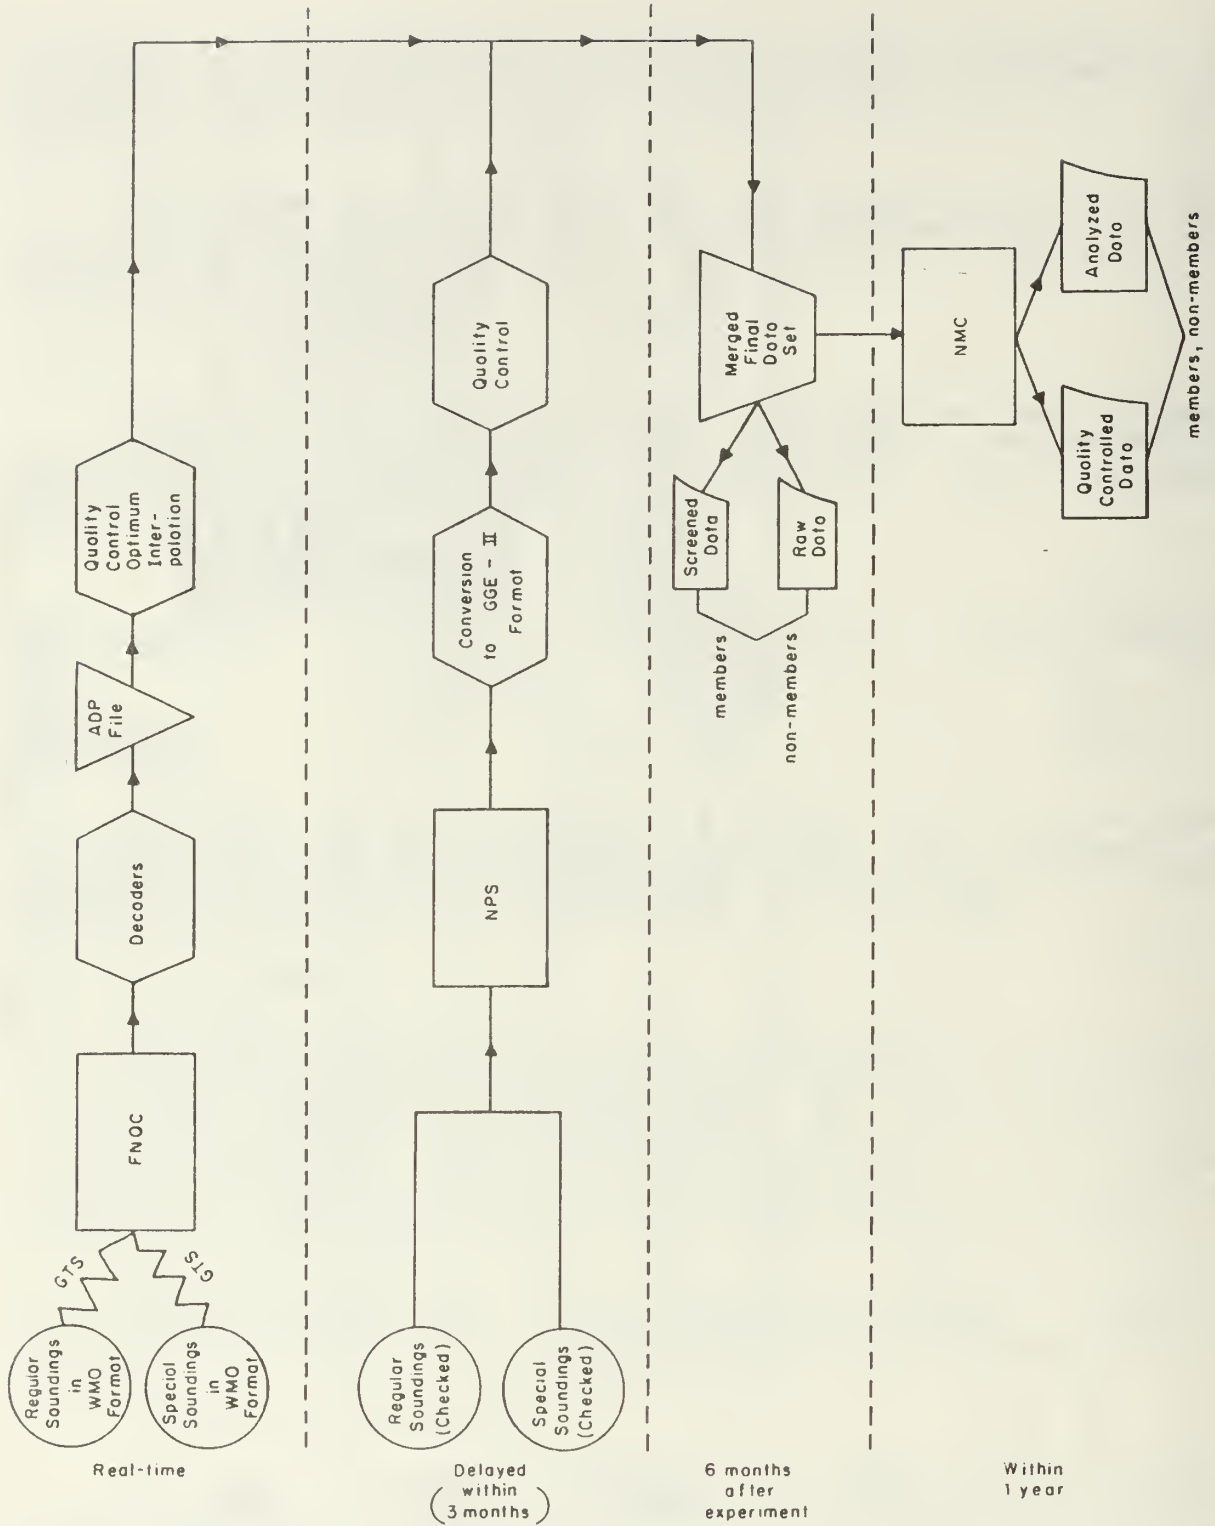 Real-time
Regular
Soundings
in
WMO
Format
Special
Soundings
in
WMO
Format
GTS
GTS
FNOC
Decoders
ADP
File
Quality
Control
Optimum
Inter-
polation
Delayed
(within
3 months)
Regular
Soundings
(Checked)
Special
Soundings
(Checked)
NPS
Conversion
to GGE - II
Format
Quality
Control
6 months
after
experiment
Merged
Final
Data
Set
Screened
Data
Raw
Data
members
non-members
Within
1 year
NMC
Quality
Controlled
Data
Analyzed
Data
members, non-members